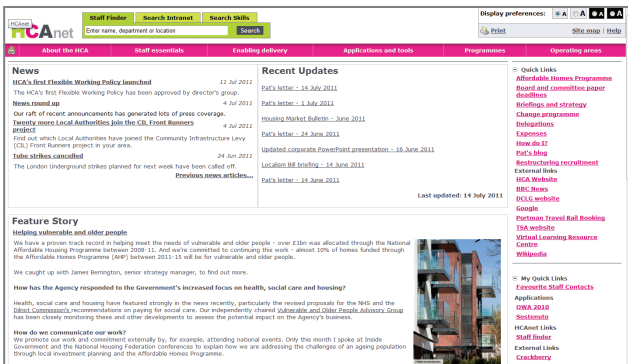 HCAnet
HCAnet
Staff Finder
Search Intranet
Search Skills
Enter name, department or location
Search
Display preferences:
A A A A
Print
Site map | Help
About the HCA
Staff essentials
Enabling delivery
Applications and tools
Programmes
Operating areas
News
HCA's first Flexible Working Policy launched 11 Jul 2011
The HCA's first Flexible Working Policy has been approved by director's group.
News round up 4 Jul 2011
Our raft of recent announcements has generated lots of press coverage.
Twenty more Local Authorities join the CIL Front Runners
project 4 Jul 2011
Find out which Local Authorities have joined the Community Infrastructure Levy
(CIL) Front Runners project in your area.
Tube strikes cancelled 24 Jun 2011
The London Underground strikes planned for next week have been called off.
Previous news articles...
Recent Updates
Pat's letter - 14 July 2011
Pat's letter - 1 July 2011
Housing Market Bulletin - June 2011
Pat's letter - 24 June 2011
Updated corporate PowerPoint presentation - 16 June 2011
Localism Bill briefing - 14 June 2011
Pat's letter - 14 June 2011
Last updated: 14 July 2011
Feature Story
Helping vulnerable and older people
We have a proven track record in helping meet the needs of vulnerable and older people - over £1bn was allocated through the National
Affordable Housing Programme between 2008-11. And we're committed to continuing this work - almost 10% of homes funded through
the Affordable Homes Programme (AHP) between 2011-15 will be for vulnerable and older people.
We caught up with James Berrington, senior strategy manager, to find out more.
How has the Agency responded to the Government's increased focus on health, social care and housing?
Health, social care and housing have featured strongly in the news recently, particularly the revised proposals for the NHS and the
Dilnot Commission's recommendations on paying for social care. Our independently chaired Vulnerable and Older People Advisory Group
has been closely monitoring these and other developments to assess the potential impact on the Agency's business.
How do we communicate our work?
We promote our work and commitment externally by, for example, attending national events. Only this month I spoke at Inside
Government and the National Housing Federation conferences to explain how we are addressing the challenges of an ageing population
through local investment planning and the Affordable Homes Programme.
Quick Links
Affordable Homes Programme
Board and committee paper
deadlines
Briefings and strategy
Change programme
Delegations
Expenses
How do I?
Pat's blog
Restructuring recruitment
External links
HCA Website
BBC News
DCLG website
Google
Portman Travel Rail Booking
TSA website
Virtual Learning Resource
Centre
Wikipedia
My Quick Links
Favourite Staff Contacts
Applications
OWA 2010
Sostenuto
HCAnet Links
Staff finder
External Links
Crackberry